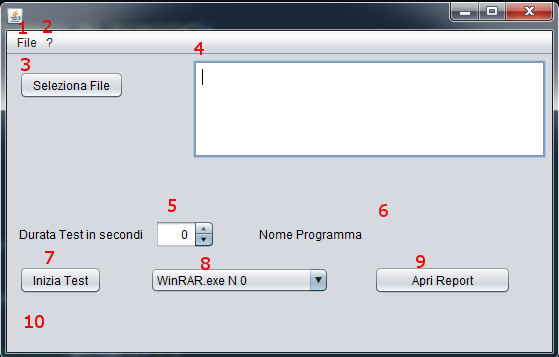 1 2
File ?
3 4
Seleziona File
5 6
Durata Test in secondi 0 Nome Programma
7 8 9
Inizia Test WinRAR.exe N 0 Apri Report
10